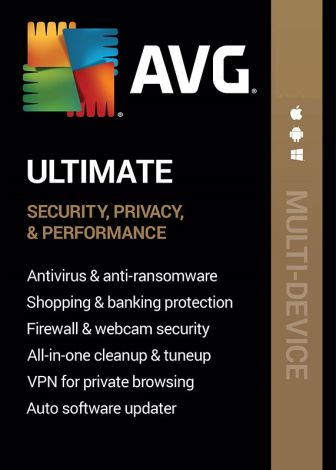 AVG.
ULTIMATE
SECURITY, PRIVACY,
& PERFORMANCE
Antivirus & anti-ransomware
Shopping & banking protection
Firewall & webcam security
All-in-one cleanup & tuneup
VPN for private browsing
Auto software updater
MULTI-DEVICE